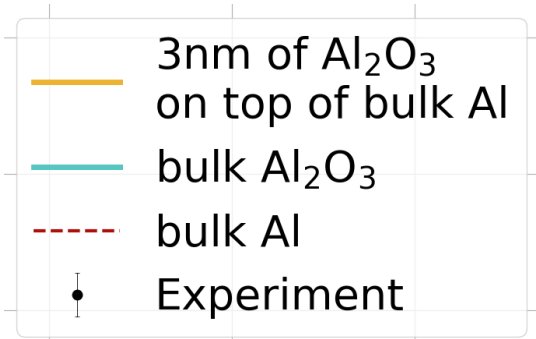 3nm of Al₂O₃
on top of bulk Al
bulk Al₂O₃
bulk Al
Experiment